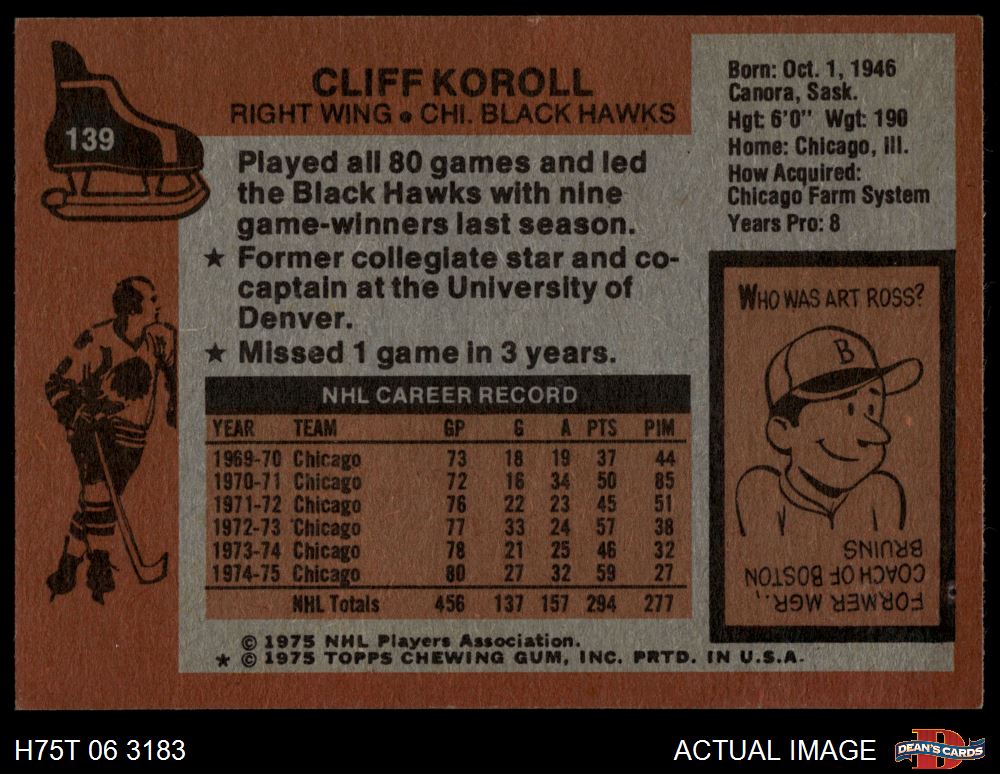 139
CLIFF KOROLL
RIGHT WING • CHI. BLACK HAWKS
Played all 80 games and led
the Black Hawks with nine
game-winners last season.
★ Former collegiate star and co-
captain at the University of
Denver.
★ Missed 1 game in 3 years.
Born: Oct. 1, 1946
Canora, Sask.
Hgt: 6'0" Wgt: 190
Home: Chicago, Ill.
How Acquired:
Chicago Farm System
Years Pro: 8
NHL CAREER RECORD
YEAR TEAM GP G A PTS PIM
1969-70 Chicago 73 18 19 37 44
1970-71 Chicago 72 16 34 50 85
1971-72 Chicago 76 22 23 45 51
1972-73 Chicago 77 33 24 57 38
1973-74 Chicago 78 21 25 46 32
1974-75 Chicago 80 27 32 59 27
NHL Totals 456 137 157 294 277
WHO WAS ART ROSS?
B
FORMER MGR.,
COACH OF BOSTON
BRUINS
© 1975 NHL Players Association.
★ © 1975 TOPPS CHEWING GUM, INC. PRTD. IN U.S.A.
H75T 06 3183
ACTUAL IMAGE
D
DEAN'S CARDS